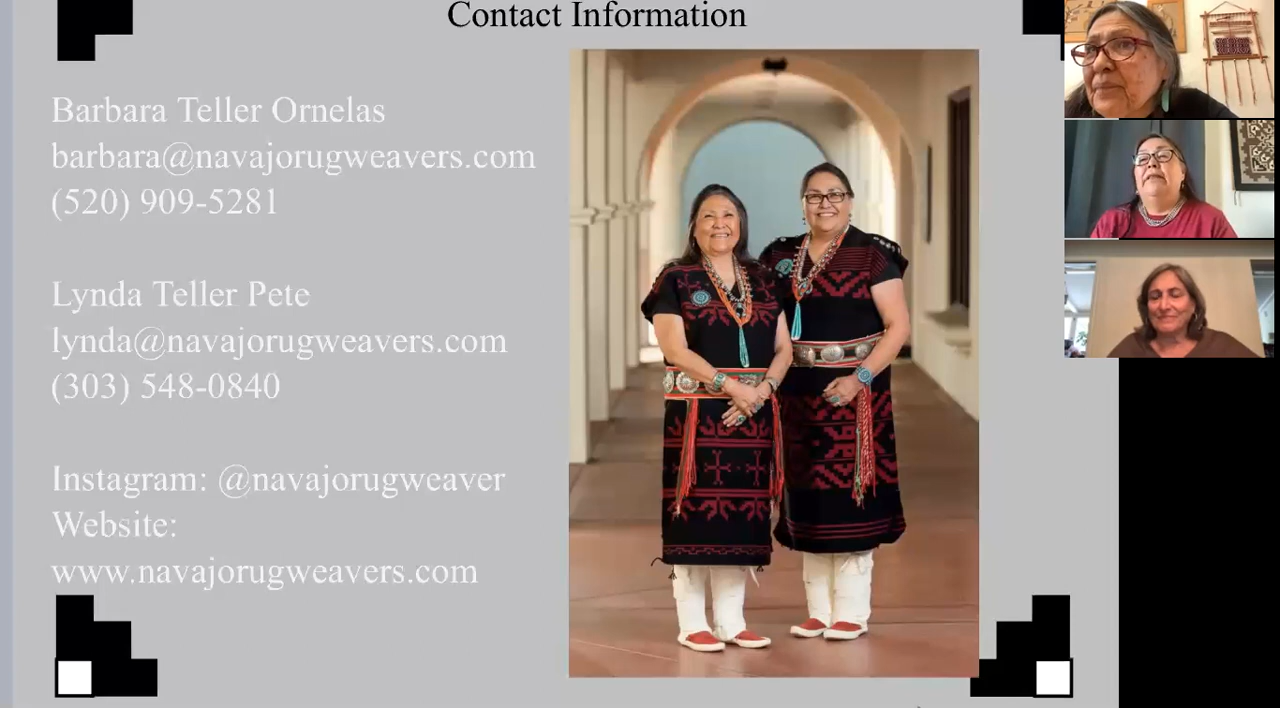 Contact Information
Barbara Teller Ornelas
barbara@navajorugweavers.com
(520) 909-5281
Lynda Teller Pete
lynda@navajorugweavers.com
(303) 548-0840
Instagram: @navajorugweaver
Website:
www.navajorugweavers.com